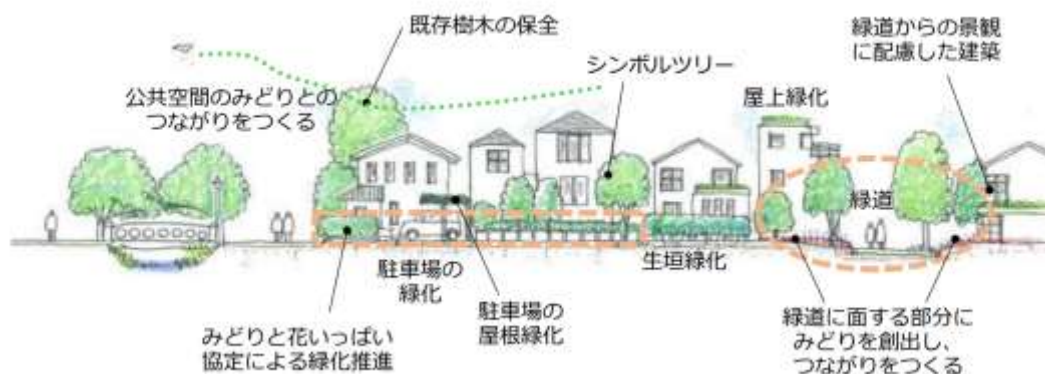 既存樹木の保全
緑道からの景観
に配慮した建築
シンボルツリー
公共空間のみどりとの
つながりをつくる
屋上緑化
緑道
生垣緑化
駐車場の
緑化
駐車場の
屋根緑化
みどりと花いっぱい
協定による緑化推進
緑道に面する部分に
みどりを創出し、
つながりをつくる